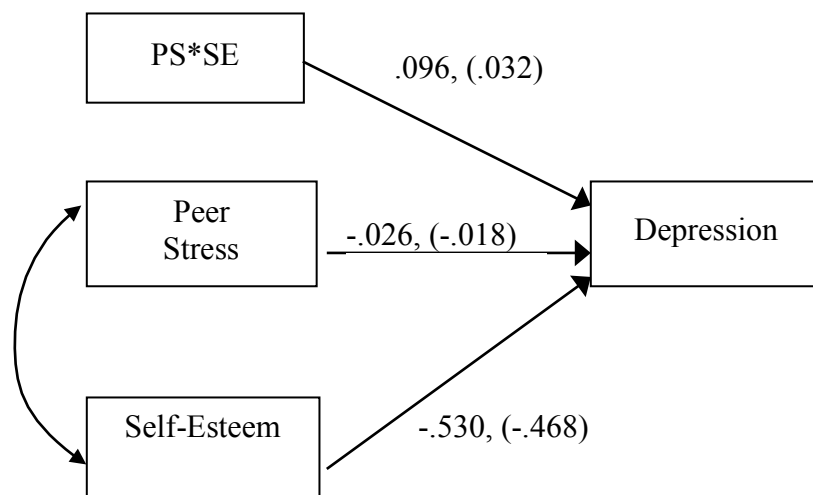 PS*SE
.096, (.032)
Peer
Stress
-.026, (-.018)
Depression
Self-Esteem
-.530, (-.468)